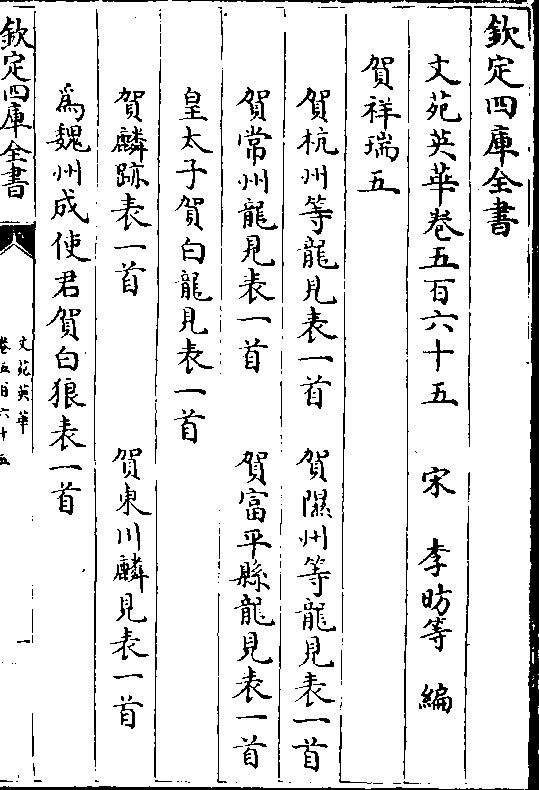 欽定四庫全書
文苑英華卷五百六十五　宋　李昉等　編
賀祥瑞五
賀杭州等龍見表一首　賀隰州等龍見表一首
賀常州龍見表一首　賀富平縣龍見表一首
皇太子賀白龍見表一首
賀麟跡表一首　賀東川麟見表一首
為魏州成使君賀白狼表一首
欽定四庫全書
文苑英華
卷五百六十五
一